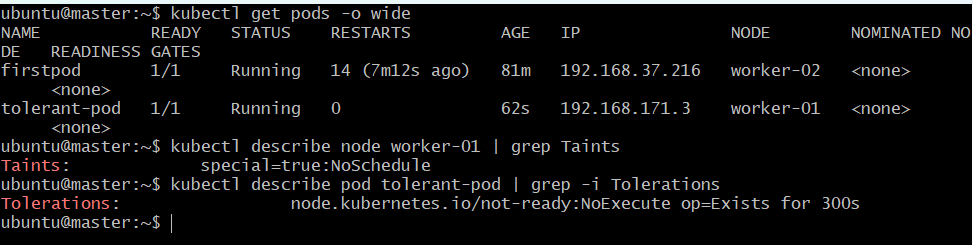 ubuntu@master:~$ kubectl get pods -o wide
NAME           READY   STATUS    RESTARTS        AGE   IP               NODE        NOMINATED NO
DE   READINESS GATES
firstpod       1/1     Running   14 (7m12s ago)  81m   192.168.37.216   worker-02   <none>
     <none>
tolerant-pod   1/1     Running   0               62s   192.168.171.3    worker-01   <none>
     <none>
ubuntu@master:~$ kubectl describe node worker-01 | grep Taints
Taints:             special=true:NoSchedule
ubuntu@master:~$ kubectl describe pod tolerant-pod | grep -i Tolerations
Tolerations:                 node.kubernetes.io/not-ready:NoExecute op=Exists for 300s
ubuntu@master:~$